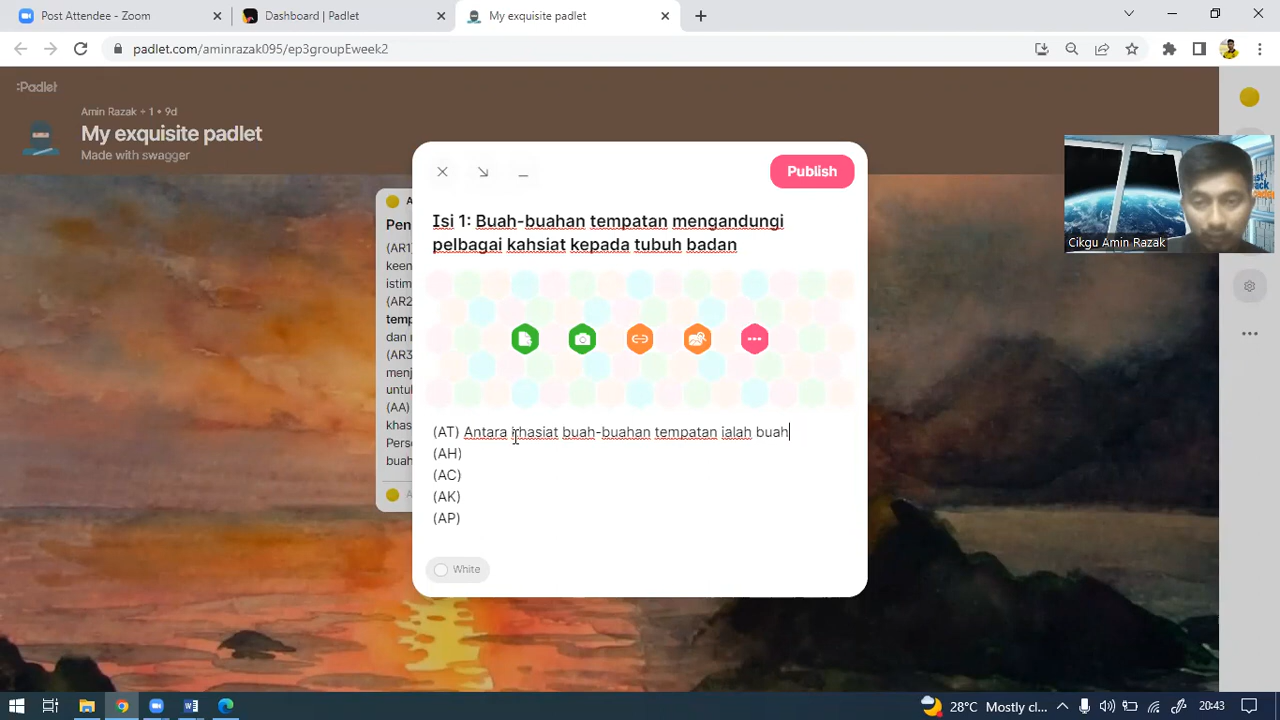 Post Attendee - Zoom
Dashboard | Padlet
My exquisite padlet
padlet.com/aminrazak095/ep3groupEweek2
:Padlet
Amin Razak + 1 • 9d
My exquisite padlet
Made with swagger
Publish
Isi 1: Buah-buahan tempatan mengandungi
pelbagai kahsiat kepada tubuh badan
Cikgu Amin Razak
A
Pen
(AR1)
keen
istim
(AR2
temp
dan r
(AR3
menj
untu
(AA)
khas
Perse
buah
A
(AT) Antara khasiat buah-buahan tempatan ialah buah
(AH)
(AC)
(AK)
(AP)
White
28°C Mostly cl...
20:43